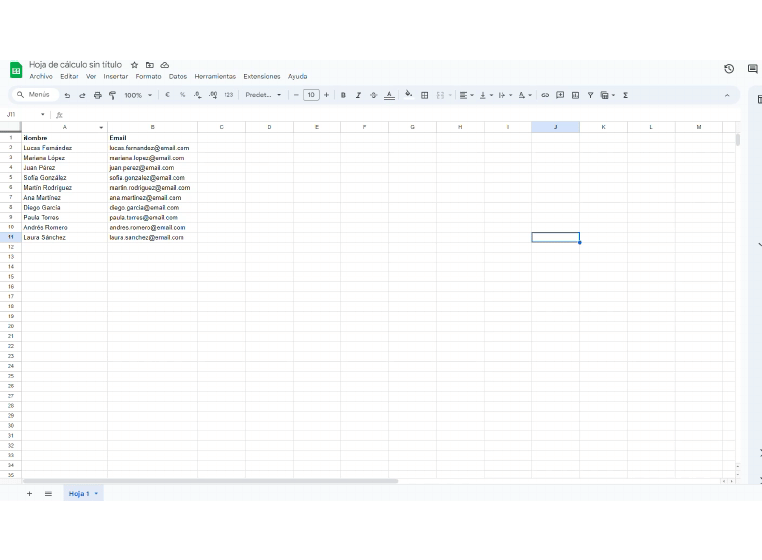 Hoja de cálculo sin título
Archivo Editar Ver Insertar Formato Datos Herramientas Extensiones Ayuda
Menús 100% € % .0 .00 123 Predet... 10 B I A A Σ
J11 fx
A B C D E F G H I J K L M
1 Nombre Email
2 Lucas Fernández lucas.fernandez@email.com
3 Mariana López mariana.lopez@email.com
4 Juan Pérez juan.perez@email.com
5 Sofía González sofia.gonzalez@email.com
6 Martín Rodríguez martin.rodriguez@email.com
7 Ana Martínez ana.martinez@email.com
8 Diego García diego.garcia@email.com
9 Paula Torres paula.torres@email.com
10 Andrés Romero andres.romero@email.com
11 Laura Sánchez laura.sanchez@email.com
12
13
14
15
16
17
18
19
20
21
22
23
24
25
26
27
28
29
30
31
32
33
34
35
Hoja 1